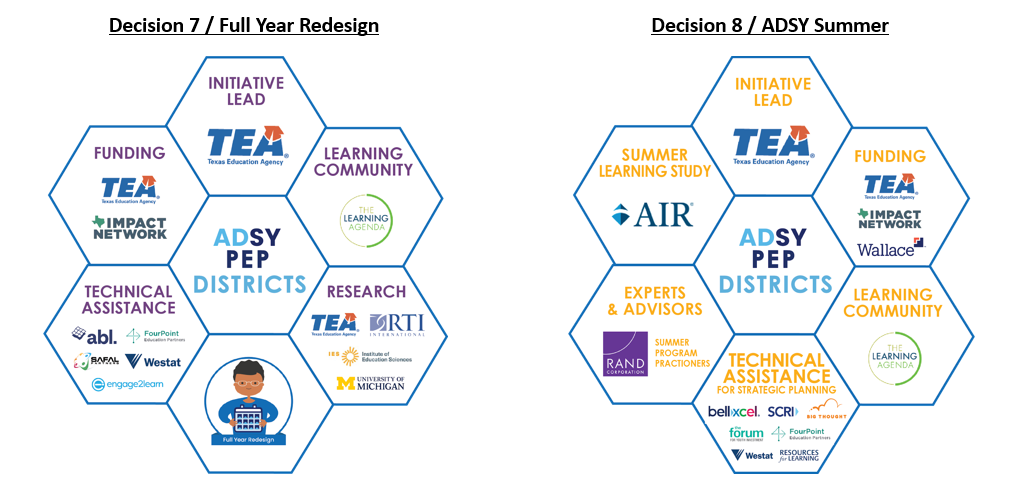 Decision 7 / Full Year Redesign
INITIATIVE
LEAD
TEA
Texas Education Agency
FUNDING
TEA
Texas Education Agency
IMPACT
NETWORK
LEARNING
COMMUNITY
THE
LEARNING
AGENDA
ADSY
PEP
DISTRICTS
TECHNICAL
ASSISTANCE
abl.
FourPoint
Education Partners
SAFAL
Westat
engage2learn
RESEARCH
TEA
Texas Education Agency
RTI
INTERNATIONAL
IES
Institute of
Education Sciences
M
UNIVERSITY OF
MICHIGAN
Full Year Redesign
Decision 8 / ADSY Summer
INITIATIVE
LEAD
TEA
Texas Education Agency
SUMMER
LEARNING STUDY
AIR
FUNDING
TEA
Texas Education Agency
IMPACT
NETWORK
Wallace
ADSY
PEP
DISTRICTS
EXPERTS
& ADVISORS
RAND
CORPORATION
SUMMER
PROGRAM
PRACTIONERS
LEARNING
COMMUNITY
THE
LEARNING
AGENDA
TECHNICAL
ASSISTANCE
FOR STRATEGIC PLANNING
bellxcel.
SCRI
BIG THOUGHT
the
forum
FOR YOUTH INVESTMENT
FourPoint
Education Partners
Westat
RESOURCES
for LEARNING